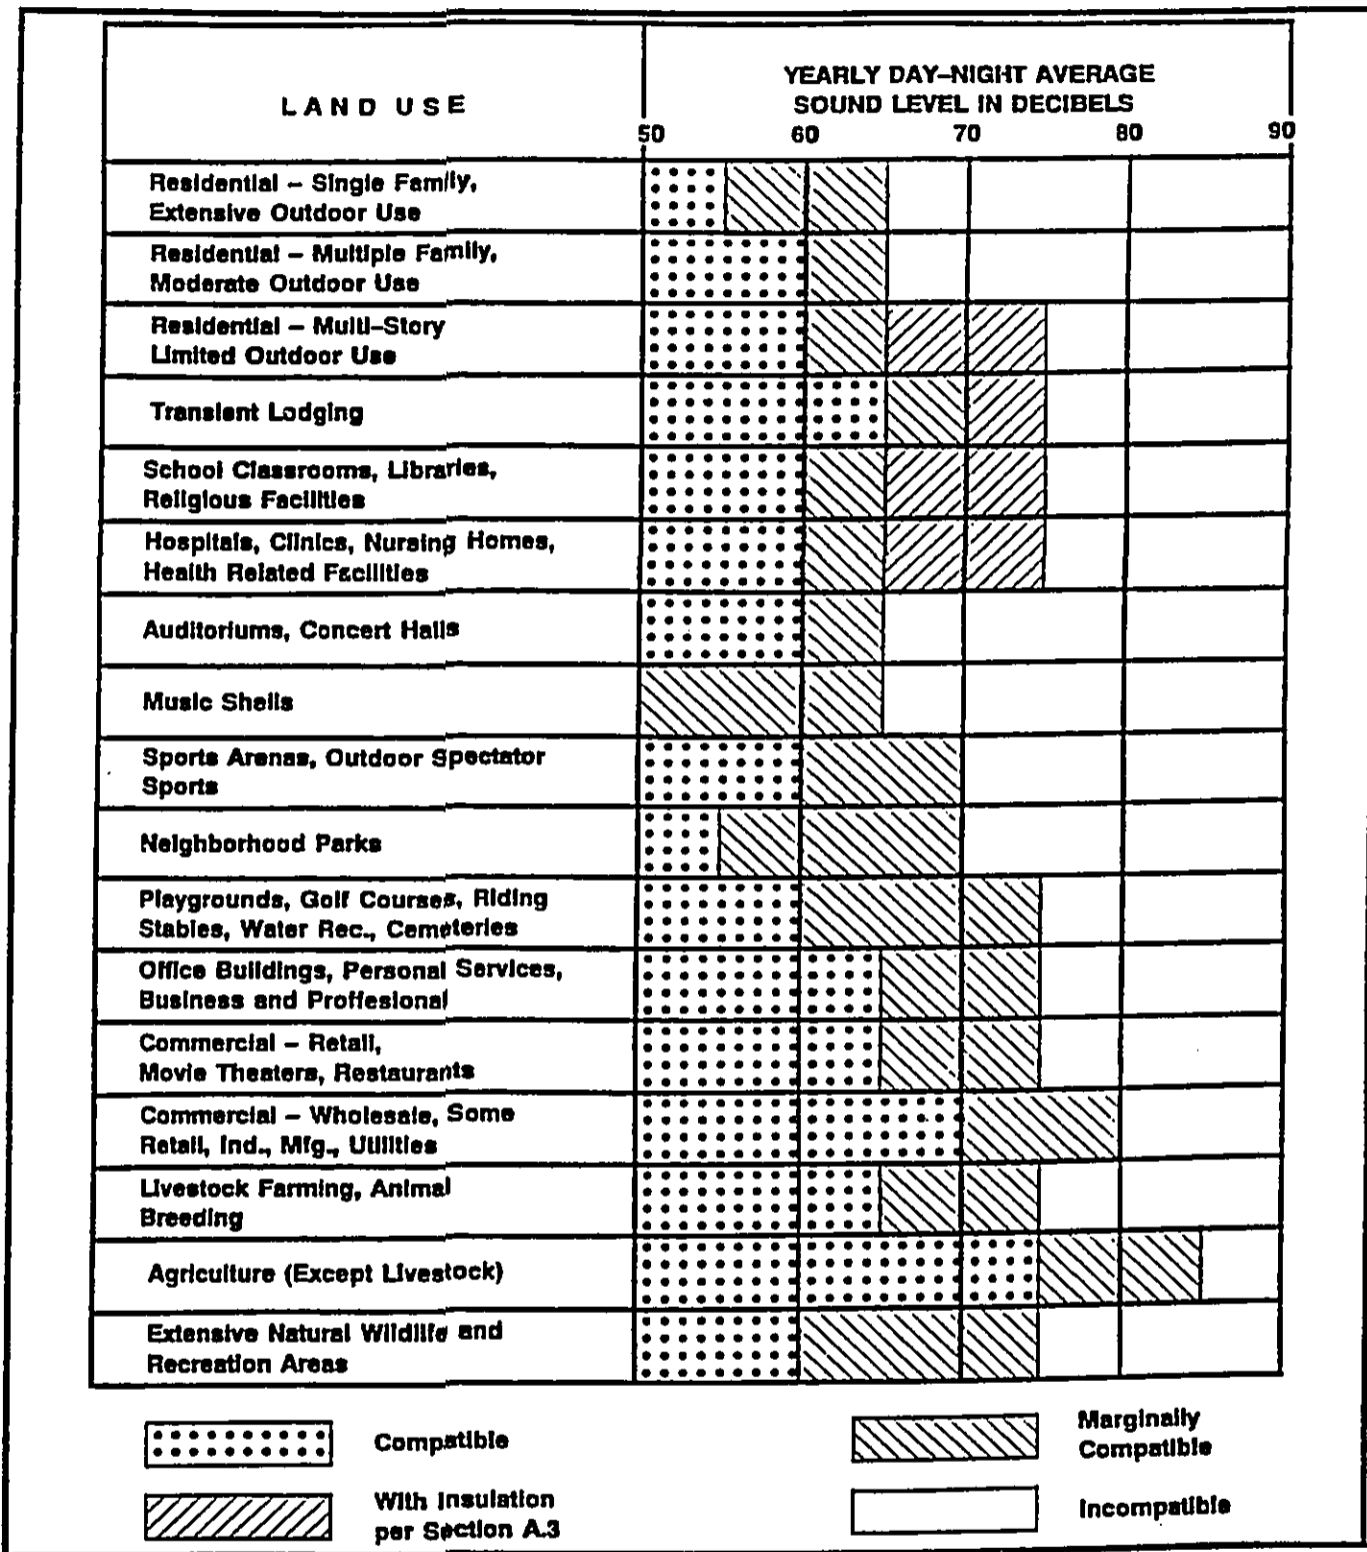 LAND USE
YEARLY DAY–NIGHT AVERAGE
SOUND LEVEL IN DECIBELS
50 60 70 80 90
Residential – Single Family,
Extensive Outdoor Use
Residential – Multiple Family,
Moderate Outdoor Use
Residential – Multi–Story
Limited Outdoor Use
Transient Lodging
School Classrooms, Libraries,
Religious Facilities
Hospitals, Clinics, Nursing Homes,
Health Related Facilities
Auditoriums, Concert Halls
Music Shells
Sports Arenas, Outdoor Spectator
Sports
Neighborhood Parks
Playgrounds, Golf Courses, Riding
Stables, Water Rec., Cemeteries
Office Buildings, Personal Services,
Business and Proffesional
Commercial – Retail,
Movie Theaters, Restaurants
Commercial – Wholesale, Some
Retail, Ind., Mfg., Utilities
Livestock Farming, Animal
Breeding
Agriculture (Except Livestock)
Extensive Natural Wildlife and
Recreation Areas
Compatible
Marginally
Compatible
With Insulation
per Section A.3
Incompatible